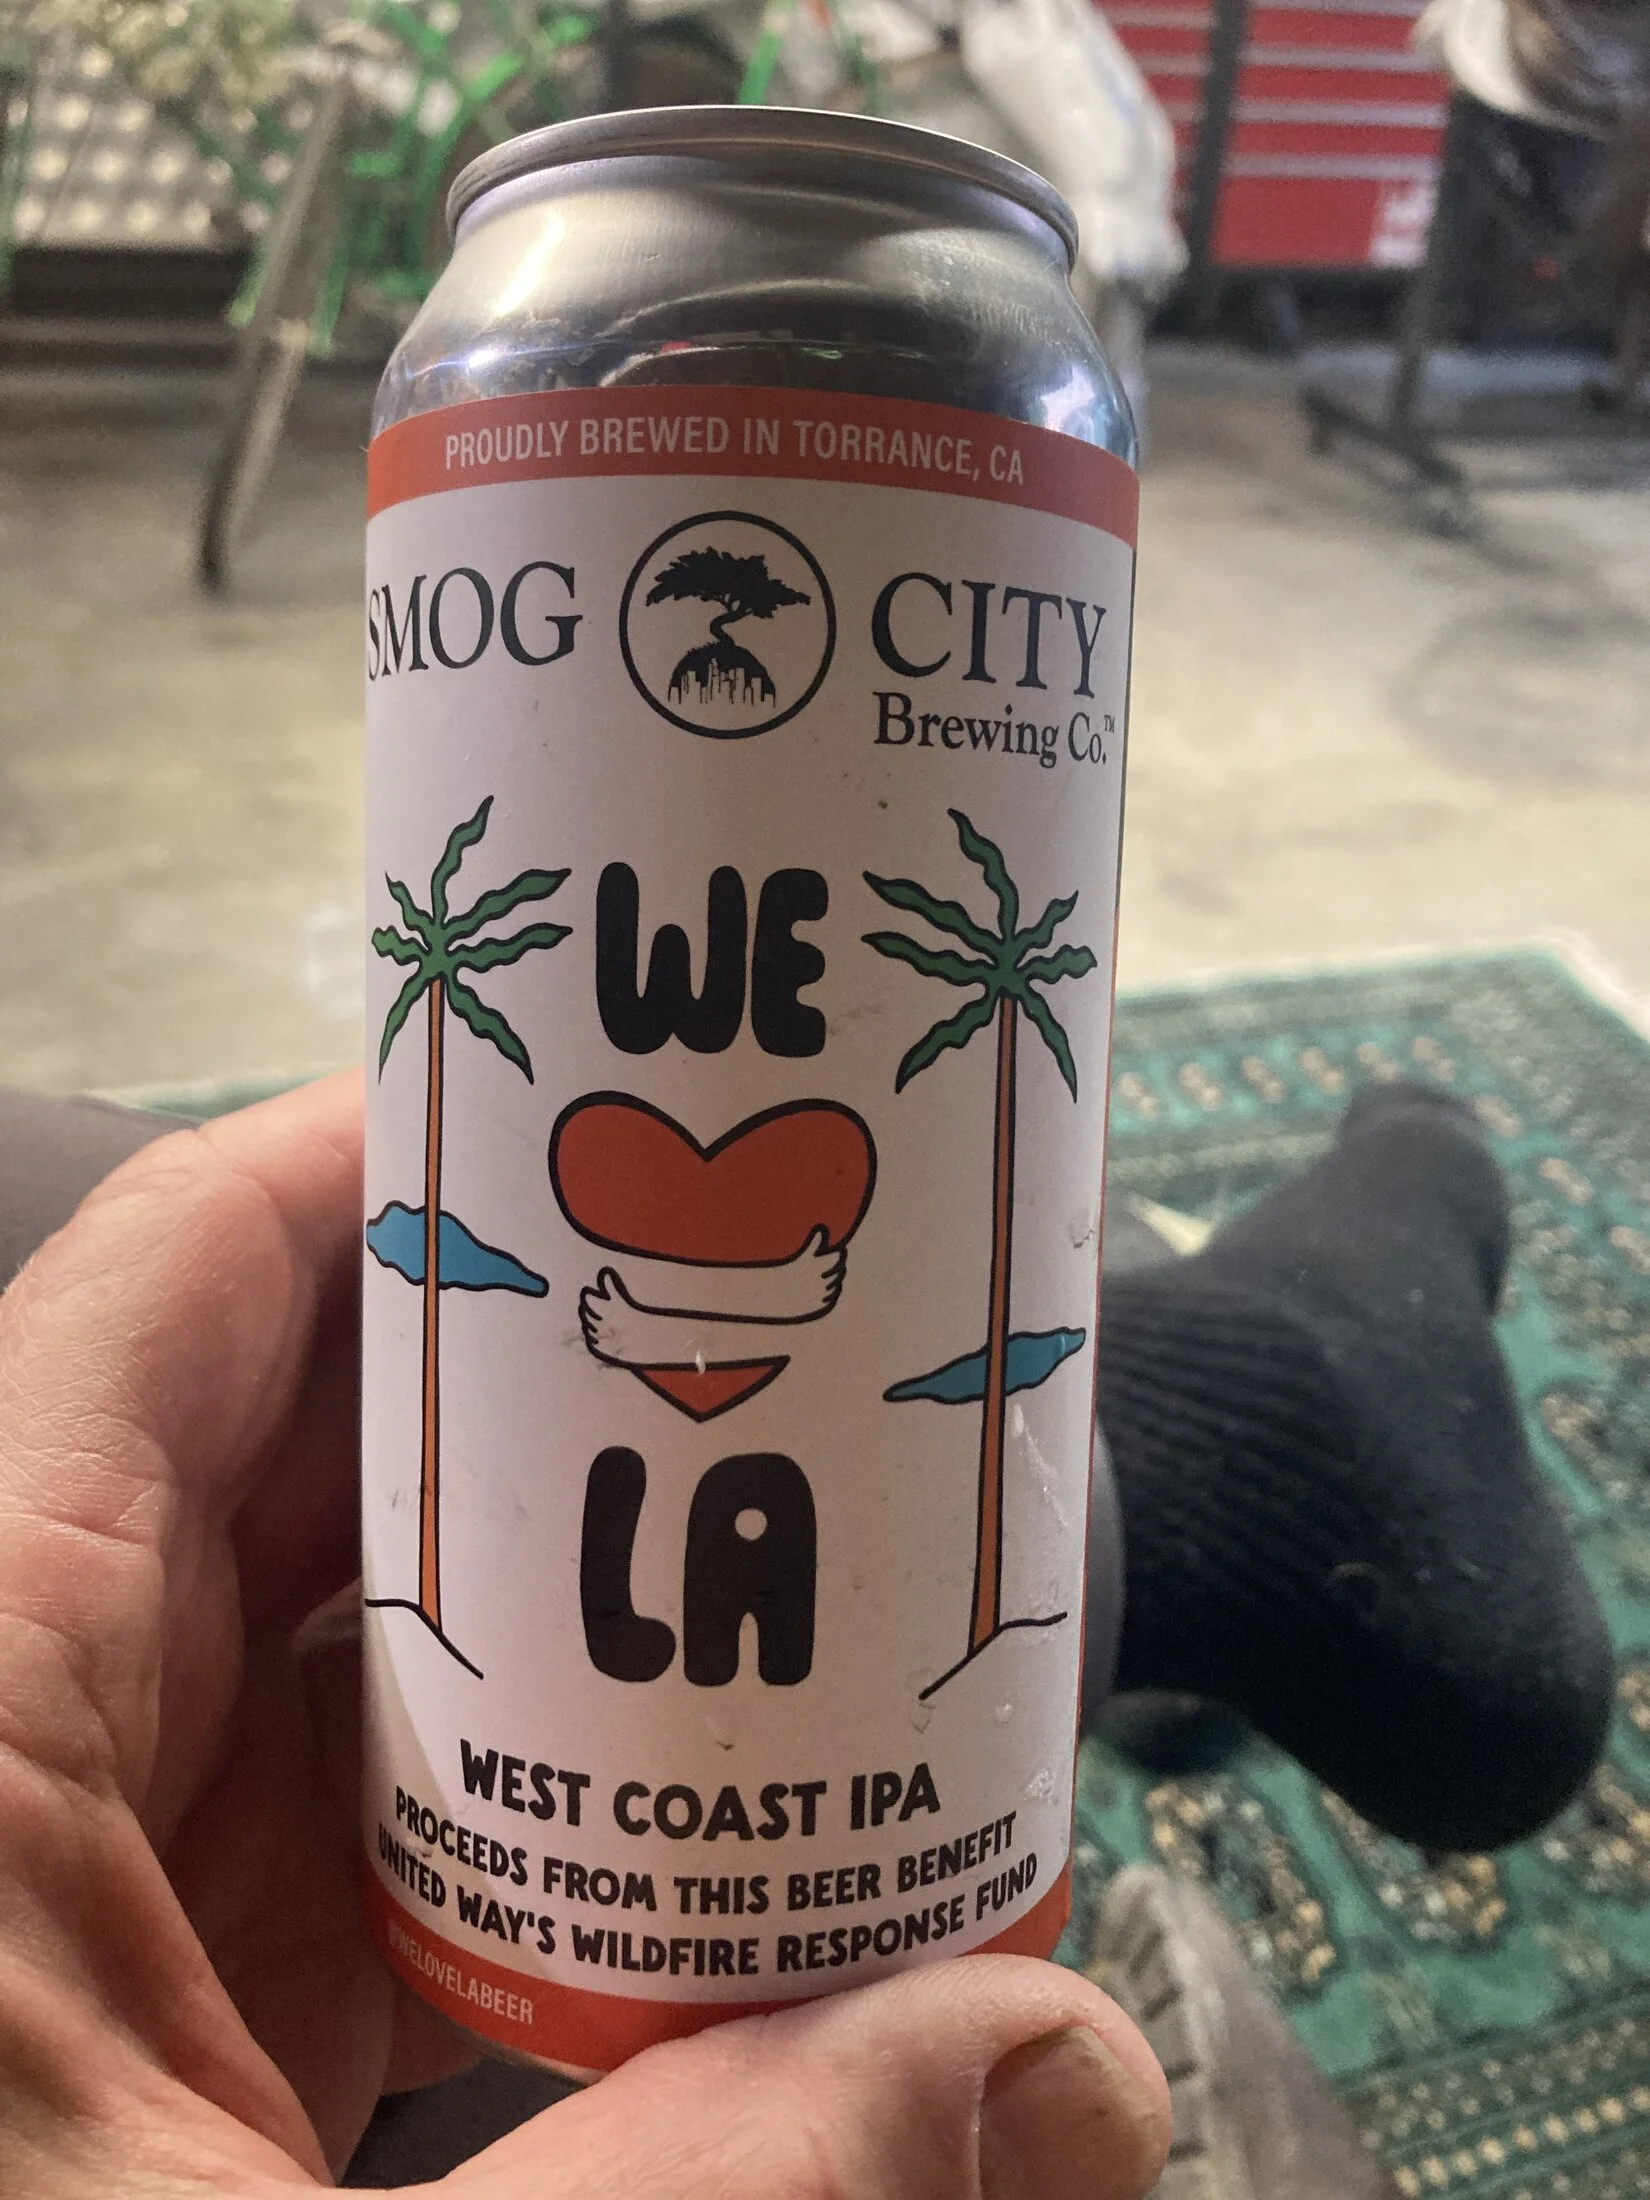 PROUDLY BREWED IN TORRANCE, CA
SMOG CITY
Brewing Co.™
WE
LA
WEST COAST IPA
PROCEEDS FROM THIS BEER BENEFIT
UNITED WAY'S WILDFIRE RESPONSE FUND
@WELOVELABEER